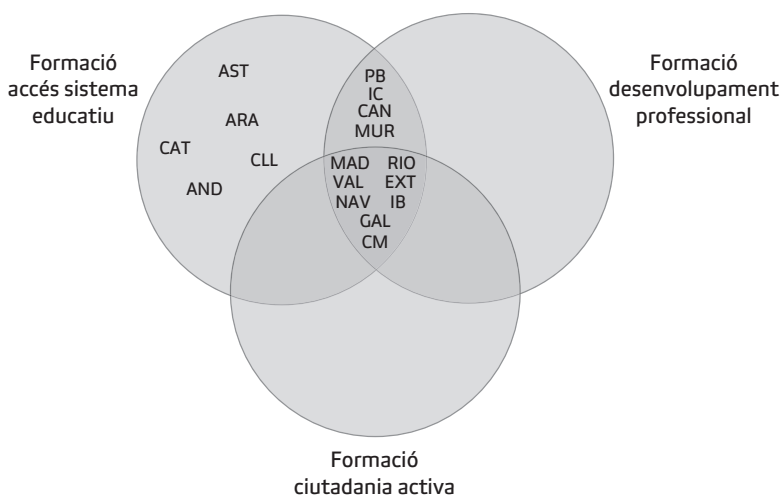 Formació
accés sistema
educatiu
AST
ARA
CAT
CLL
AND
PB
IC
CAN
MUR
MAD RIO
VAL EXT
NAV IB
GAL
CM
Formació
desenvolupament
professional
Formació
ciutadania activa